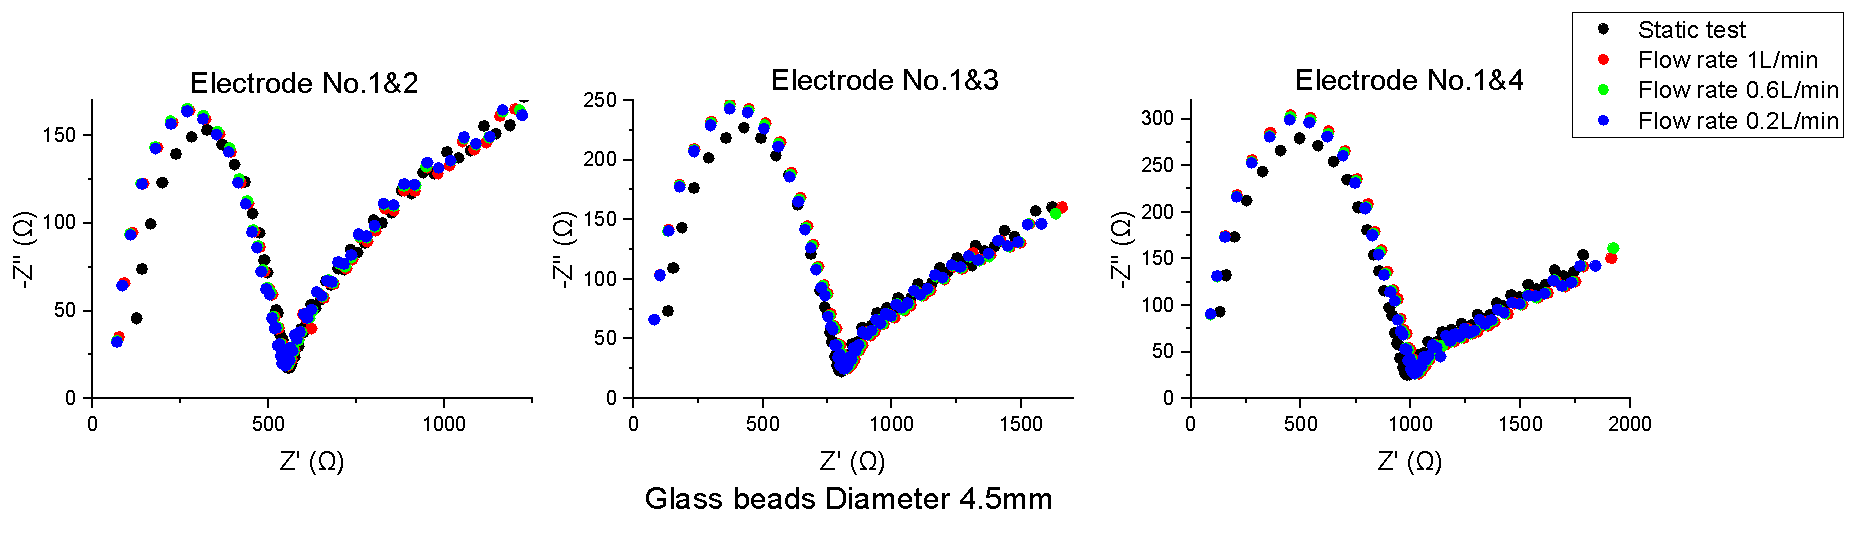 Static test
Flow rate 1L/min
Flow rate 0.6L/min
Flow rate 0.2L/min
Electrode No.1&2
Electrode No.1&3
Electrode No.1&4
-Z" (Ω)
150
100
50
0
0
500
1000
Z' (Ω)
-Z" (Ω)
250
200
150
100
50
0
0
500
1000
1500
Z' (Ω)
-Z" (Ω)
300
250
200
150
100
50
0
0
500
1000
1500
2000
Z' (Ω)
Glass beads Diameter 4.5mm